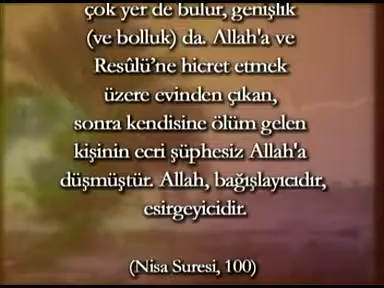 çok yer de bulur, genişlik
(ve bolluk) da. Allah'a ve
Resûlü’ne hicret etmek
üzere evinden çıkan,
sonra kendisine ölüm gelen
kişinin ecri şüphesiz Allah'a
düşmüştür. Allah, bağışlayıcıdır,
esirgeyicidir.
(Nisa Suresi, 100)